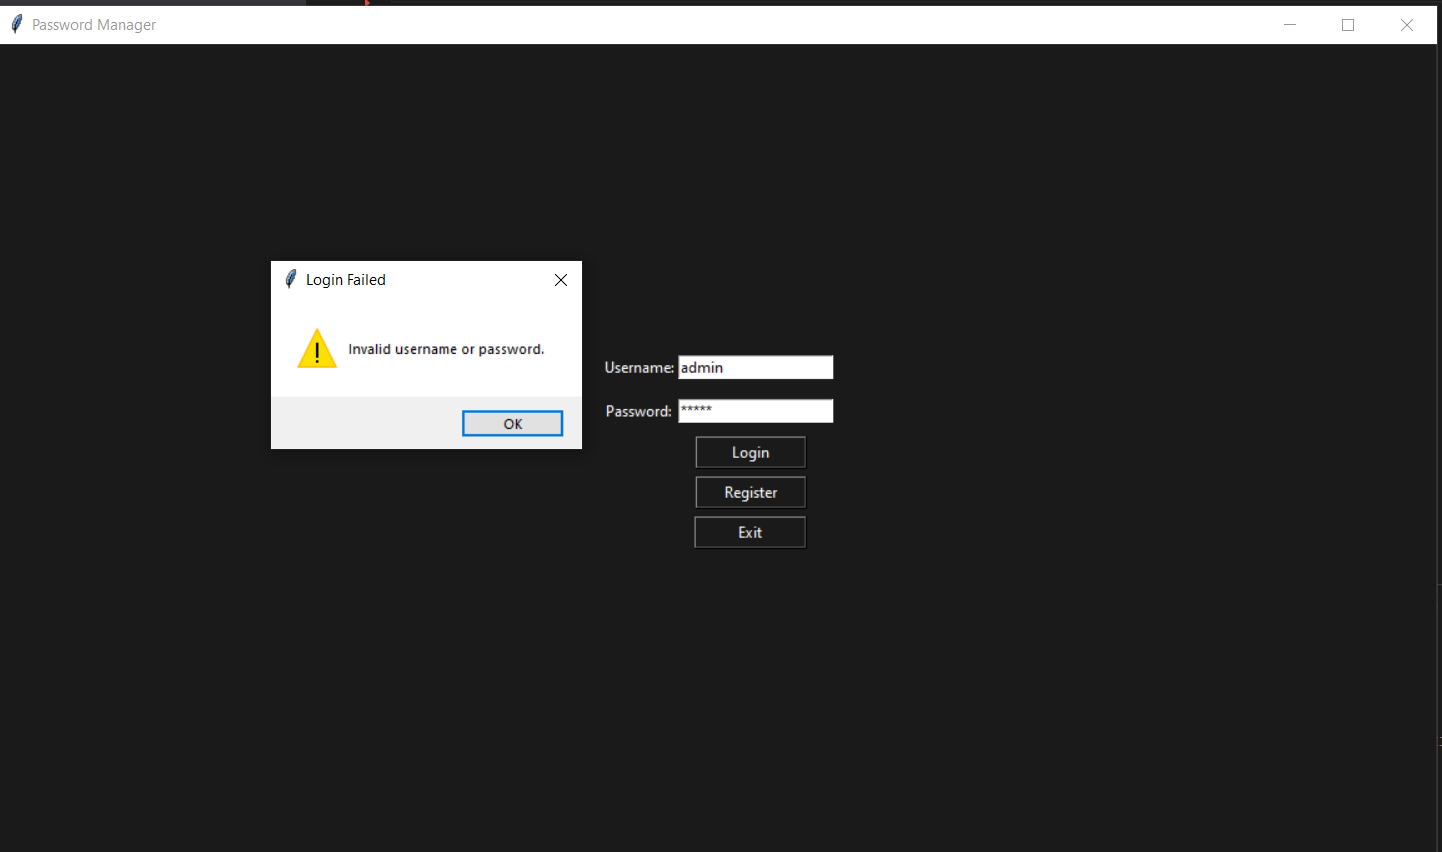 Password Manager
Login Failed
Invalid username or password.
OK
Username: admin
Password: *****
Login
Register
Exit